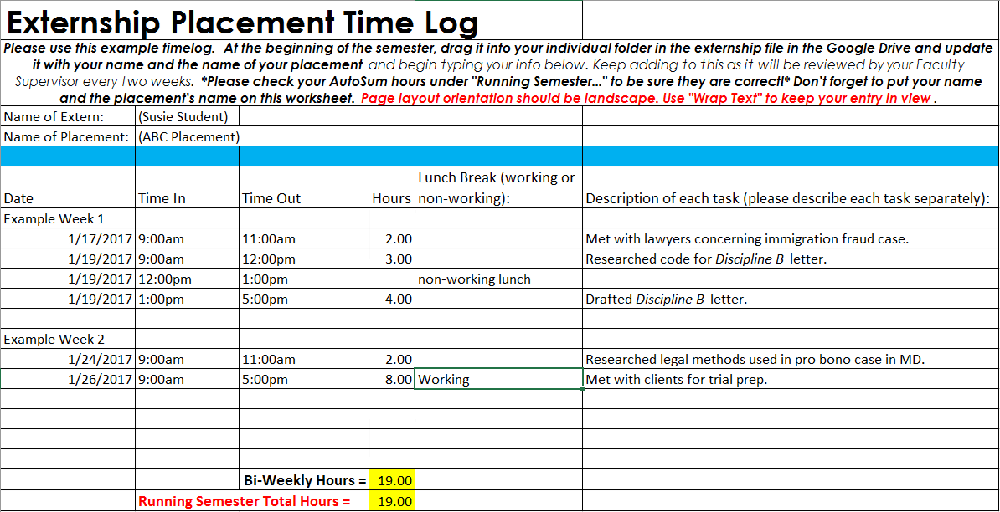 Externship Placement Time Log
Please use this example timelog. At the beginning of the semester, drag it into your individual folder in the externship file in the Google Drive and update
it with your name and the name of your placement and begin typing your info below. Keep adding to this as it will be reviewed by your Faculty
Supervisor every two weeks. *Please check your AutoSum hours under "Running Semester..." to be sure they are correct!* Don't forget to put your name
and the placement's name on this worksheet. Page layout orientation should be landscape. Use "Wrap Text" to keep your entry in view .
Name of Extern: (Susie Student)
Name of Placement: (ABC Placement)
Lunch Break (working or
Date Time In Time Out Hours non-working): Description of each task (please describe each task separately):
Example Week 1
1/17/2017 9:00am 11:00am 2.00 Met with lawyers concerning immigration fraud case.
1/19/2017 9:00am 12:00pm 3.00 Researched code for Discipline B letter.
1/19/2017 12:00pm 1:00pm non-working lunch
1/19/2017 1:00pm 5:00pm 4.00 Drafted Discipline B letter.
Example Week 2
1/24/2017 9:00am 11:00am 2.00 Researched legal methods used in pro bono case in MD.
1/26/2017 9:00am 5:00pm 8.00 Working Met with clients for trial prep.
Bi-Weekly Hours = 19.00
Running Semester Total Hours = 19.00